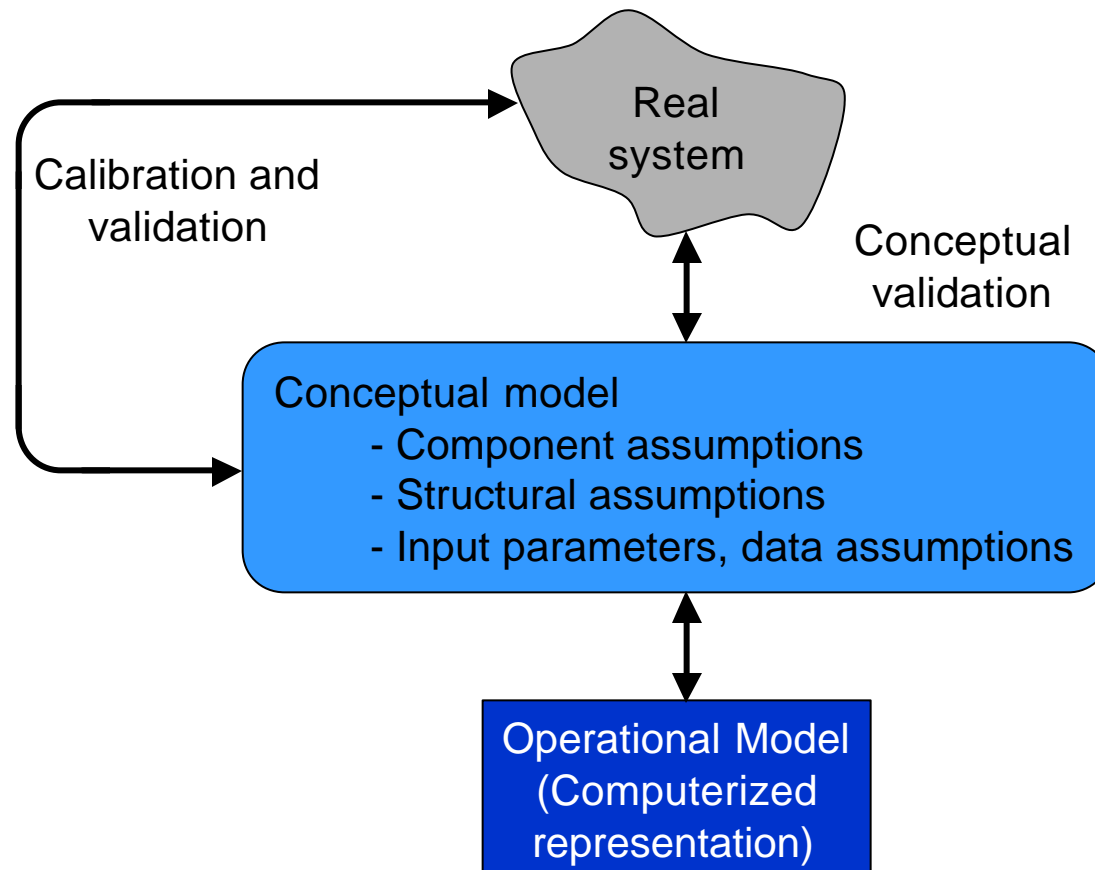 Real
system
Calibration and
validation
Conceptual
validation
Conceptual model
- Component assumptions
- Structural assumptions
- Input parameters, data assumptions
Operational Model
(Computerized
representation)